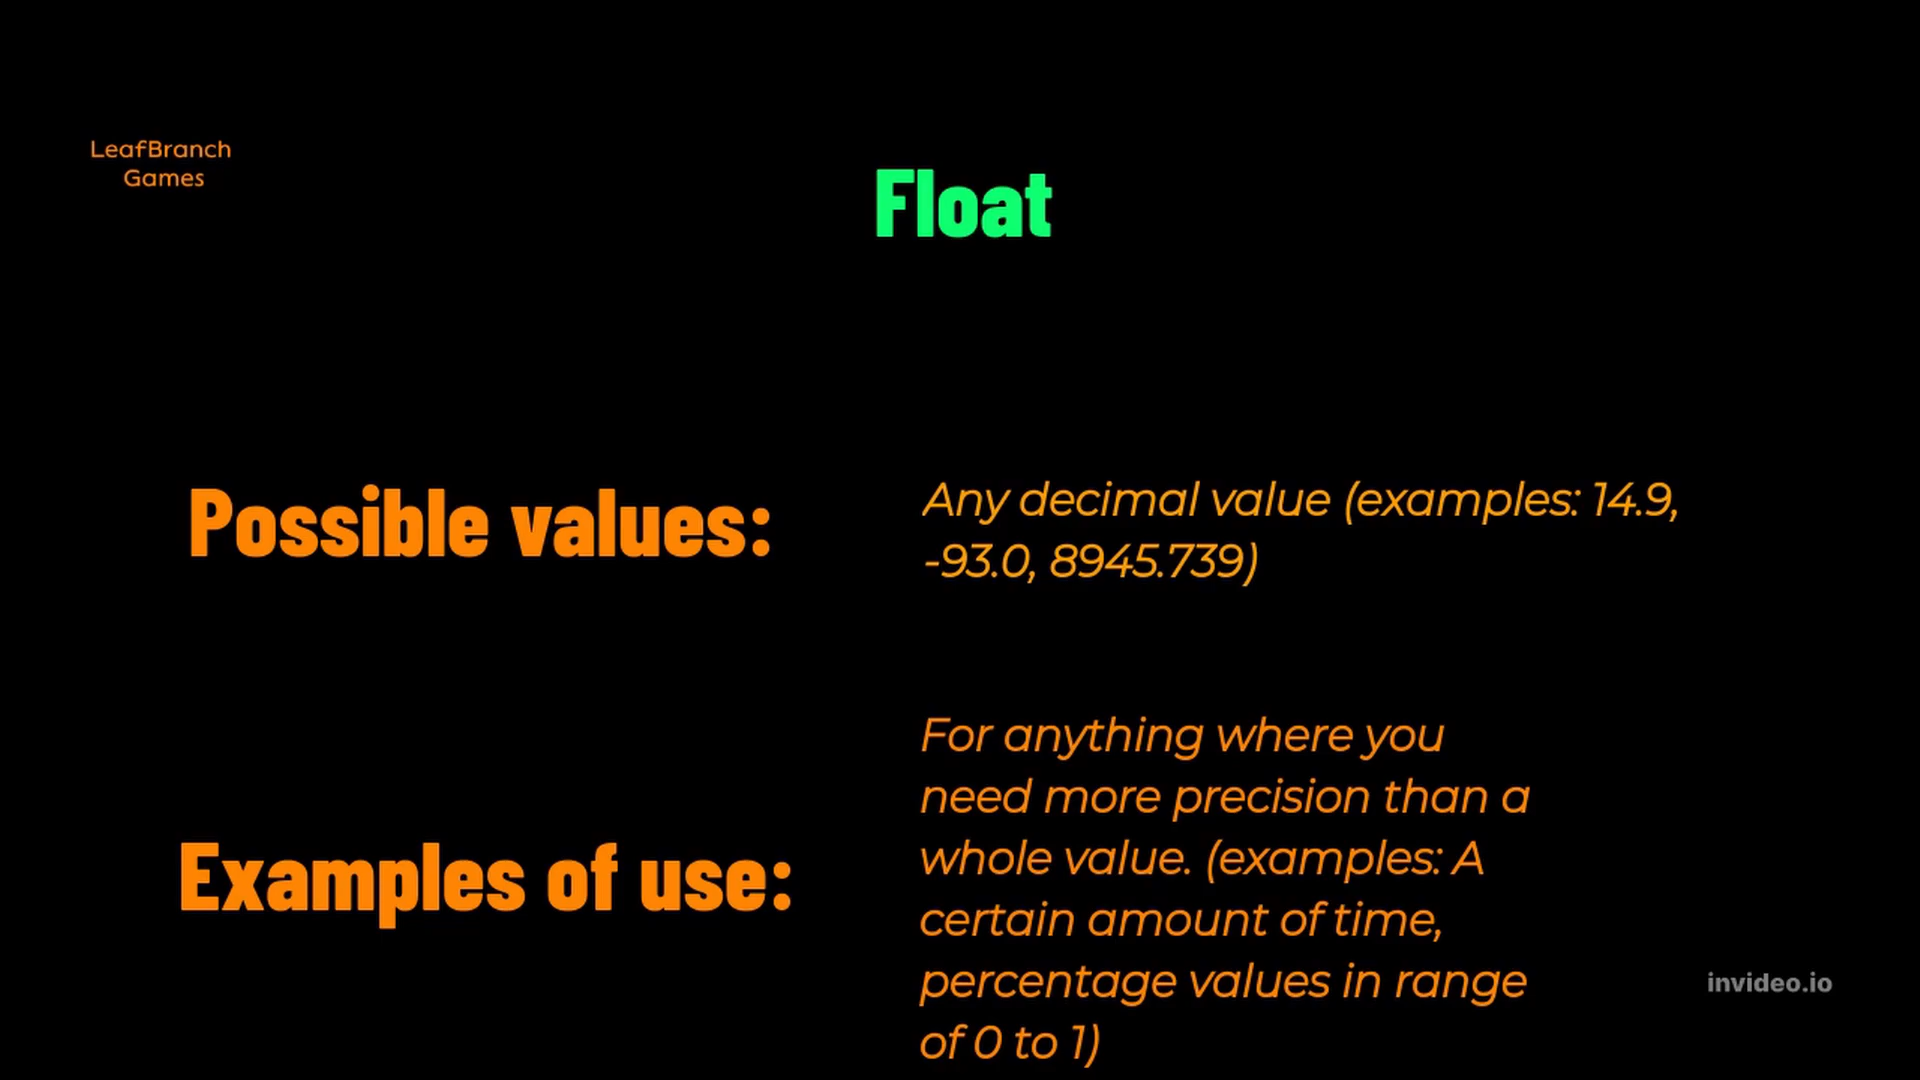 LeafBranch
Games
Float
Possible values:
Any decimal value (examples: 14.9,
-93.0, 8945.739)
Examples of use:
For anything where you
need more precision than a
whole value. (examples: A
certain amount of time,
percentage values in range
of 0 to 1)
invideo.io